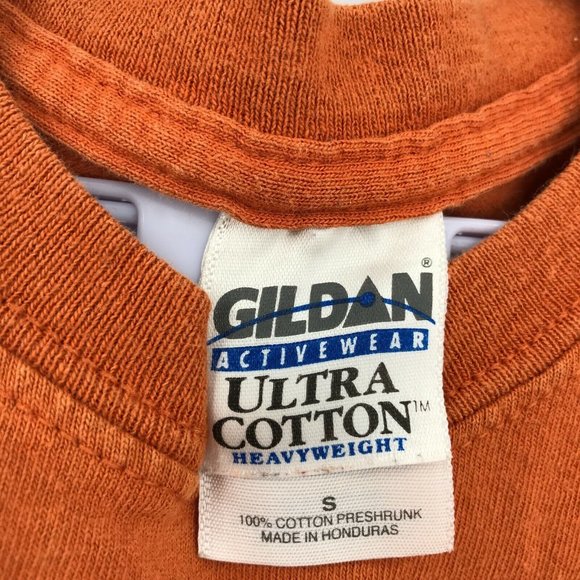 GILDAN®
ACTIVEWEAR
ULTRA
COTTON™
HEAVYWEIGHT
S
100% COTTON PRESHRUNK
MADE IN HONDURAS